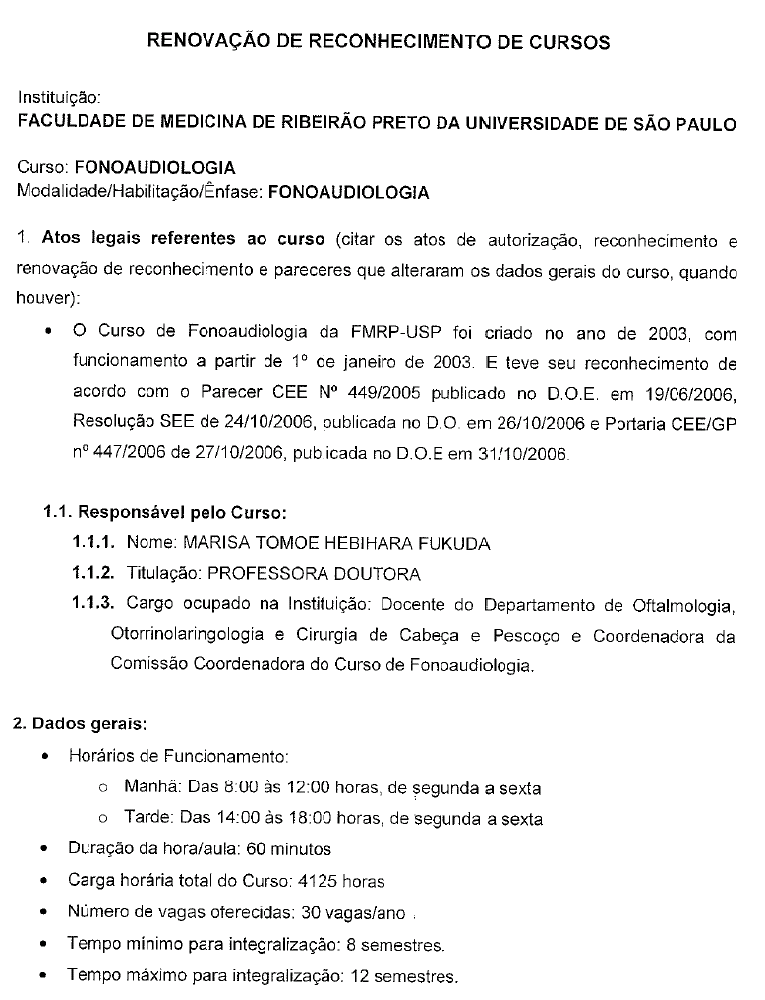 RENOVAÇÃO DE RECONHECIMENTO DE CURSOS
Instituição:
FACULDADE DE MEDICINA DE RIBEIRÃO PRETO DA UNIVERSIDADE DE SÃO PAULO
Curso: FONOAUDIOLOGIA
Modalidade/Habilitação/Ênfase: FONOAUDIOLOGIA
1. Atos legais referentes ao curso (citar os atos de autorização, reconhecimento e
renovação de reconhecimento e pareceres que alteraram os dados gerais do curso, quando
houver):
• O Curso de Fonoaudiologia da FMRP-USP foi criado no ano de 2003, com
funcionamento a partir de 1º de janeiro de 2003. E teve seu reconhecimento de
acordo com o Parecer CEE Nº 449/2005 publicado no D.O.E. em 19/06/2006,
Resolução SEE de 24/10/2006, publicada no D.O. em 26/10/2006 e Portaria CEE/GP
nº 447/2006 de 27/10/2006, publicada no D.O.E em 31/10/2006.
1.1. Responsável pelo Curso:
1.1.1. Nome: MARISA TOMOE HEBIHARA FUKUDA
1.1.2. Titulação: PROFESSORA DOUTORA
1.1.3. Cargo ocupado na Instituição: Docente do Departamento de Oftalmologia,
Otorrinolaringologia e Cirurgia de Cabeça e Pescoço e Coordenadora da
Comissão Coordenadora do Curso de Fonoaudiologia.
2. Dados gerais:
• Horários de Funcionamento:
o Manhã: Das 8:00 às 12:00 horas, de segunda a sexta
o Tarde: Das 14:00 às 18:00 horas, de segunda a sexta
• Duração da hora/aula: 60 minutos
• Carga horária total do Curso: 4125 horas
• Número de vagas oferecidas: 30 vagas/ano .
• Tempo mínimo para integralização: 8 semestres.
• Tempo máximo para integralização: 12 semestres.